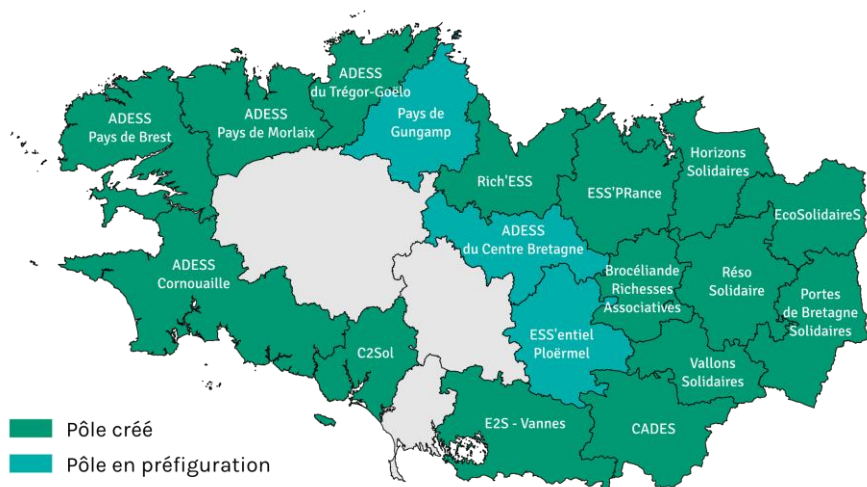 ADESS
du Trégor-Goëlo
ADESS
Pays de Brest
ADESS
Pays de Morlaix
Pays de
Gungamp
Horizons
Solidaires
Rich'ESS
ESS'PRance
EcoSolidaireS
ADESS
du Centre Bretagne
ADESS
Cornouaille
Brocéliande
Richesses
Associatives
Réso
Solidaire
Portes
de Bretagne
Solidaires
ESS'entiel
Ploërmel
C2Sol
Vallons
Solidaires
E2S - Vannes
CADES
Pôle créé
Pôle en préfiguration